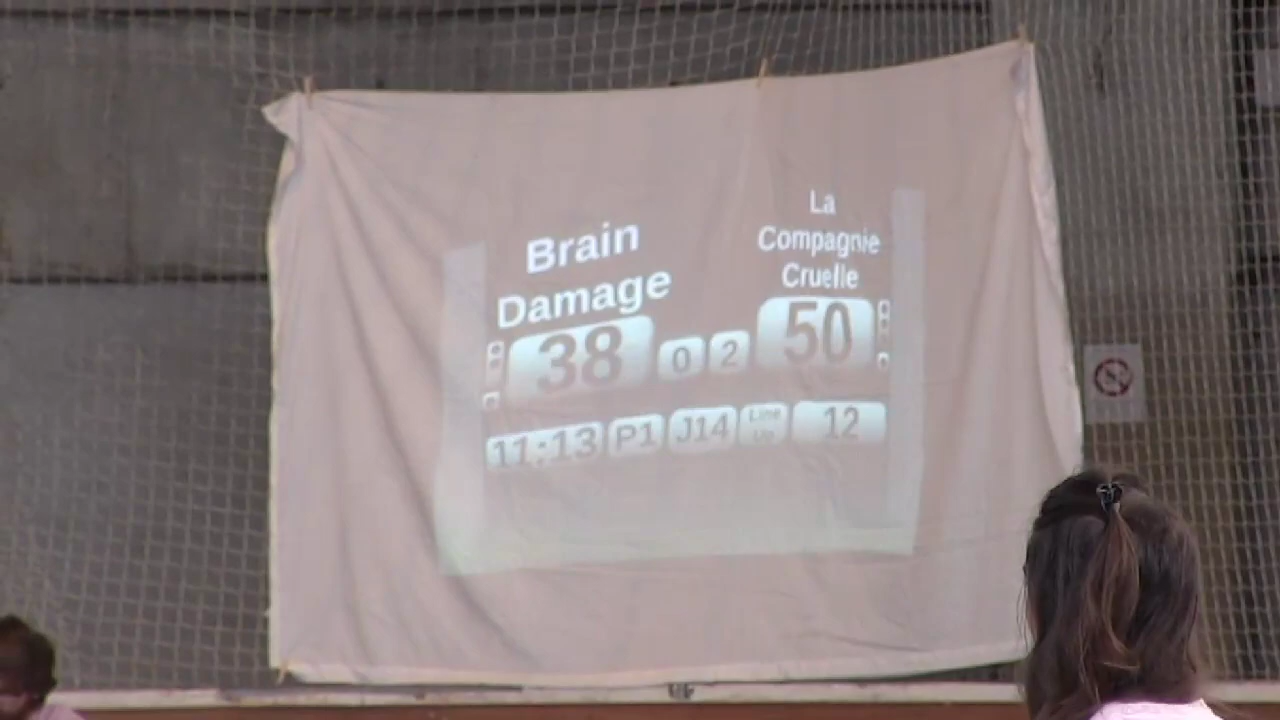 Brain
Damage
La
Compagnie
Cruelle
38 0 2 50
11:13 P1 J14 Line Up 12